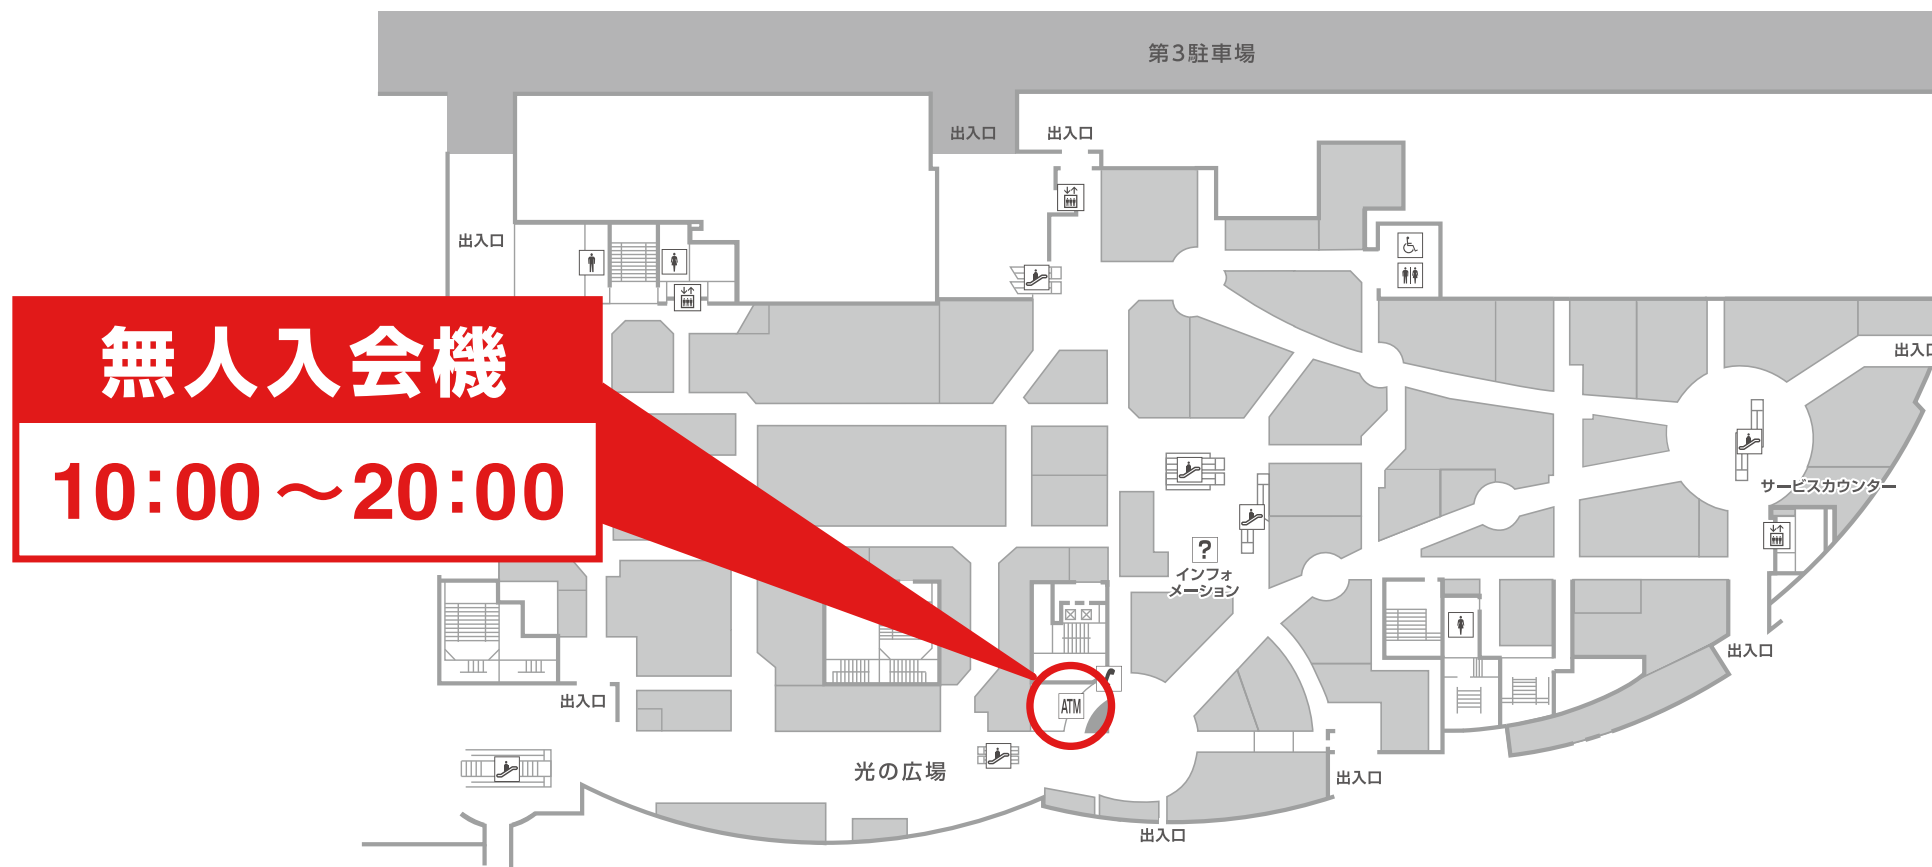 第3駐車場
出入口
出入口
出入口
無人入会機
10:00～20:00
出入口
サービスカウンター
?
インフォ
メーション
出入口
出入口
ATM
光の広場
出入口
出入口